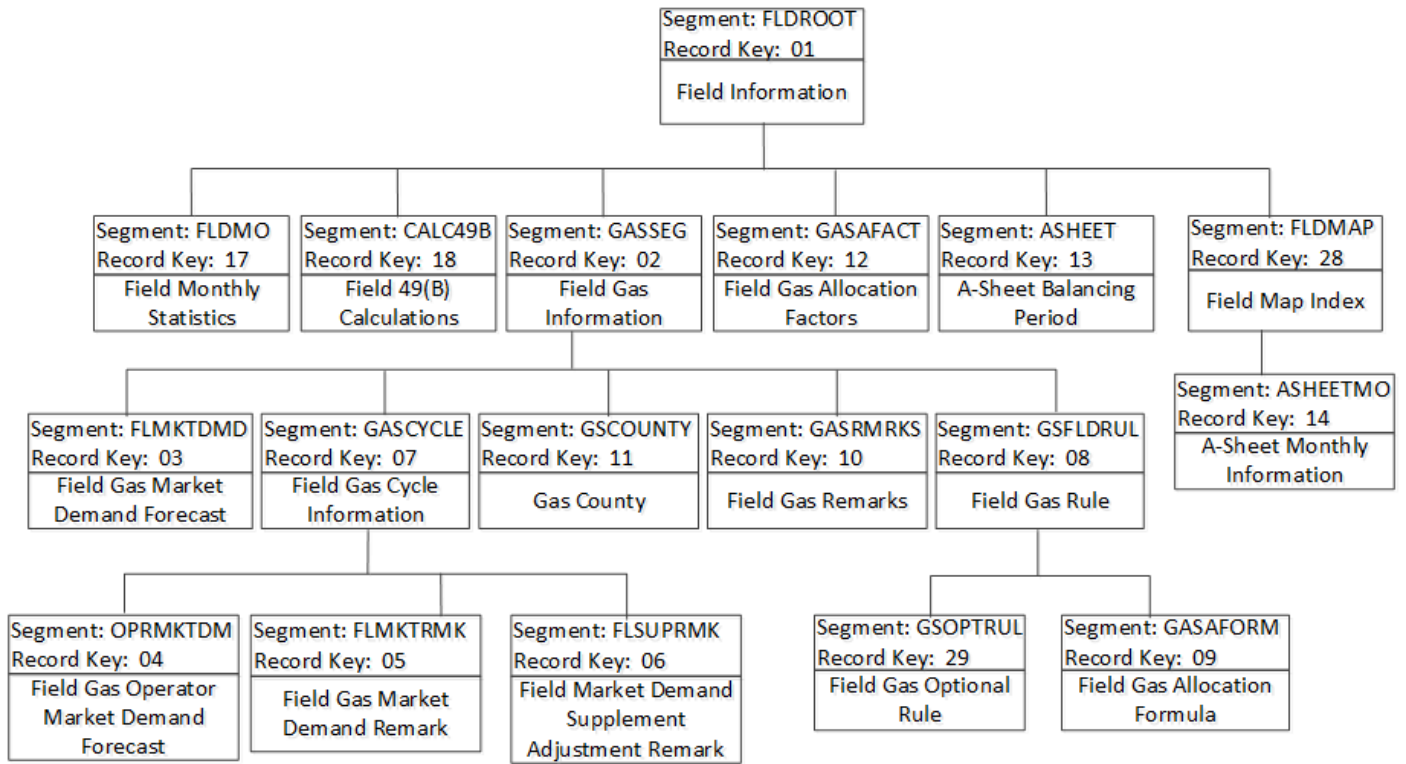 Segment: FLDROOT
Record Key: 01
Field Information
Segment: FLDMO
Record Key: 17
Field Monthly
Statistics
Segment: CALC49B
Record Key: 18
Field 49(B)
Calculations
Segment: GASSEG
Record Key: 02
Field Gas
Information
Segment: GASAFACT
Record Key: 12
Field Gas Allocation
Factors
Segment: ASHEET
Record Key: 13
A-Sheet Balancing
Period
Segment: FLDMAP
Record Key: 28
Field Map Index
Segment: FLMKTDMD
Record Key: 03
Field Gas Market
Demand Forecast
Segment: GASCYCLE
Record Key: 07
Field Gas Cycle
Information
Segment: GSCOUNTY
Record Key: 11
Gas County
Segment: GASRMRKS
Record Key: 10
Field Gas Remarks
Segment: GSFLDRUL
Record Key: 08
Field Gas Rule
Segment: ASHEETMO
Record Key: 14
A-Sheet Monthly
Information
Segment: OPRMKTDM
Record Key: 04
Field Gas Operator
Market Demand
Forecast
Segment: FLMKTRMK
Record Key: 05
Field Gas Market
Demand Remark
Segment: FLSUPRMK
Record Key: 06
Field Market Demand
Supplement
Adjustment Remark
Segment: GSOPTRUL
Record Key: 29
Field Gas Optional
Rule
Segment: GASAFORM
Record Key: 09
Field Gas Allocation
Formula